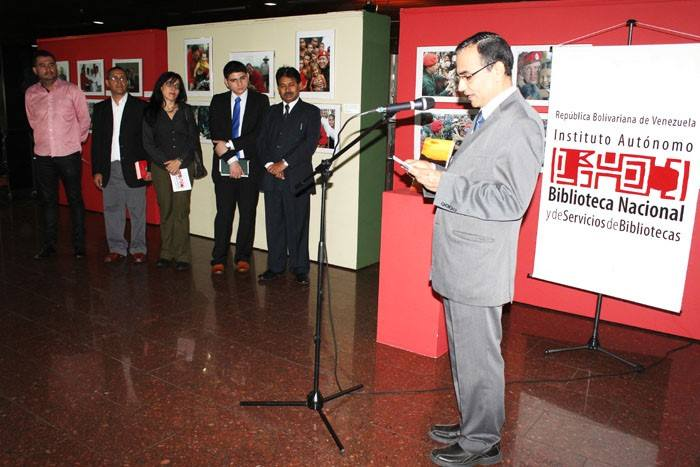 República Bolivariana de Venezuela
Instituto Autónomo
Biblioteca Nacional
y de Servicios de Bibliotecas